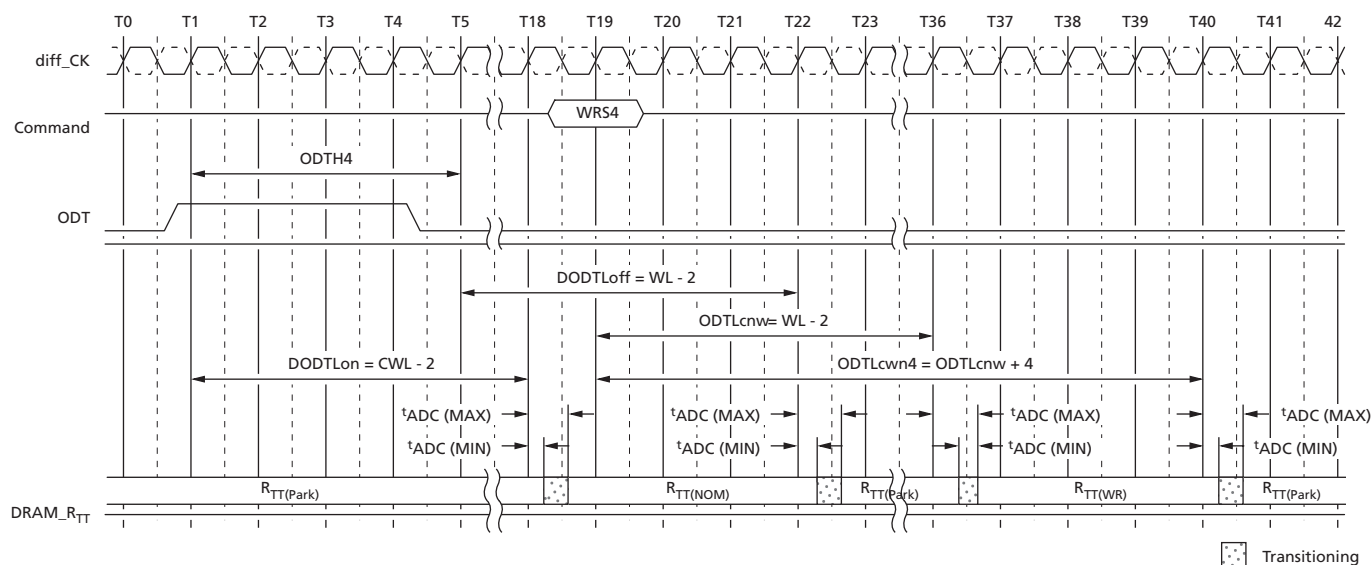 T0 T1 T2 T3 T4 T5 T18 T19 T20 T21 T22 T23 T36 T37 T38 T39 T40 T41 42
diff_CK
Command WRS4
ODTH4
ODT
DODTLoff = WL - 2
ODTLcnw= WL - 2
DODTLon = CWL - 2 ODTLcwn4 = ODTLcnw + 4
tADC (MAX) tADC (MAX) tADC (MAX) tADC (MAX)
tADC (MIN) tADC (MIN) tADC (MIN) tADC (MIN)
RTT(Park) RTT(NOM) RTT(Park) RTT(WR) RTT(Park)
DRAM_RTT
Transitioning